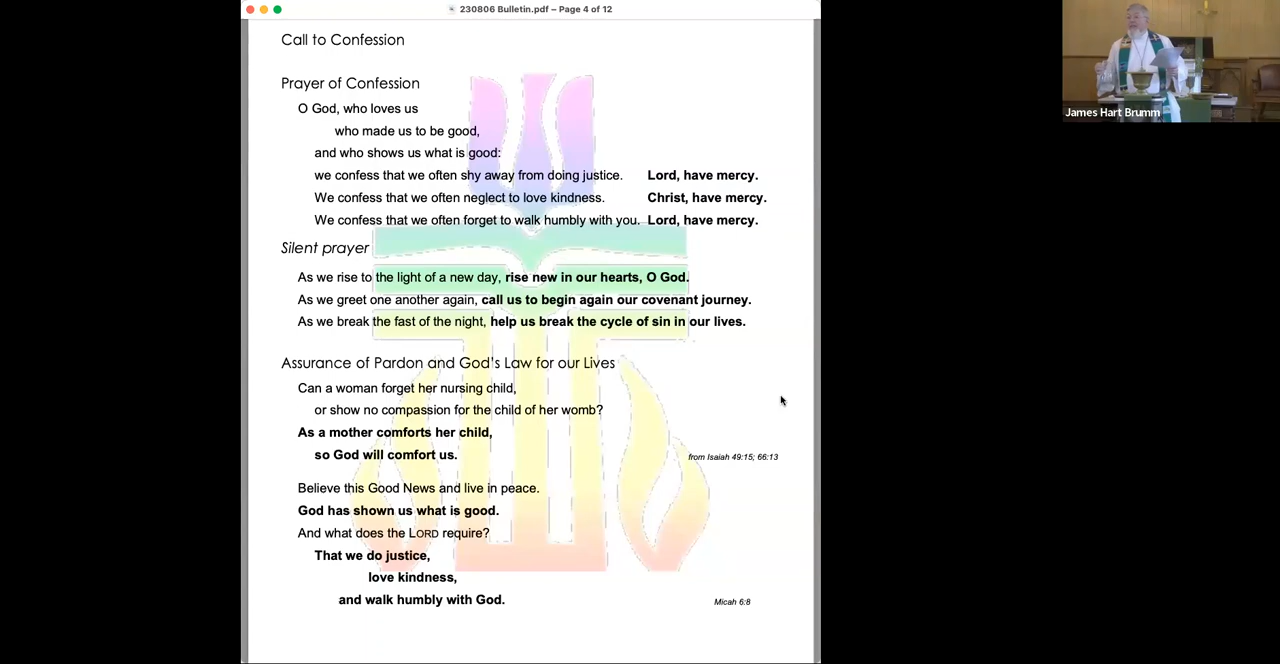 230806 Bulletin.pdf – Page 4 of 12
Call to Confession
Prayer of Confession
O God, who loves us
who made us to be good,
and who shows us what is good:
we confess that we often shy away from doing justice. Lord, have mercy.
We confess that we often neglect to love kindness. Christ, have mercy.
We confess that we often forget to walk humbly with you. Lord, have mercy.
Silent prayer
As we rise to the light of a new day, rise new in our hearts, O God.
As we greet one another again, call us to begin again our covenant journey.
As we break the fast of the night, help us break the cycle of sin in our lives.
Assurance of Pardon and God's Law for our Lives
Can a woman forget her nursing child,
or show no compassion for the child of her womb?
As a mother comforts her child,
so God will comfort us.
from Isaiah 49:15; 66:13
Believe this Good News and live in peace.
God has shown us what is good.
And what does the LORD require?
That we do justice,
love kindness,
and walk humbly with God.
Micah 6:8
James Hart Brumm